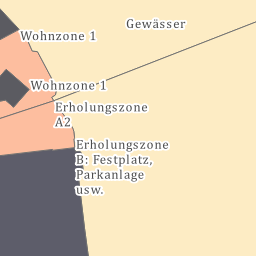 Gewässer
Wohnzone 1
Wohnzone 1
Erholungszone
A2
Erholungszone
B: Festplatz,
Parkanlage
usw.